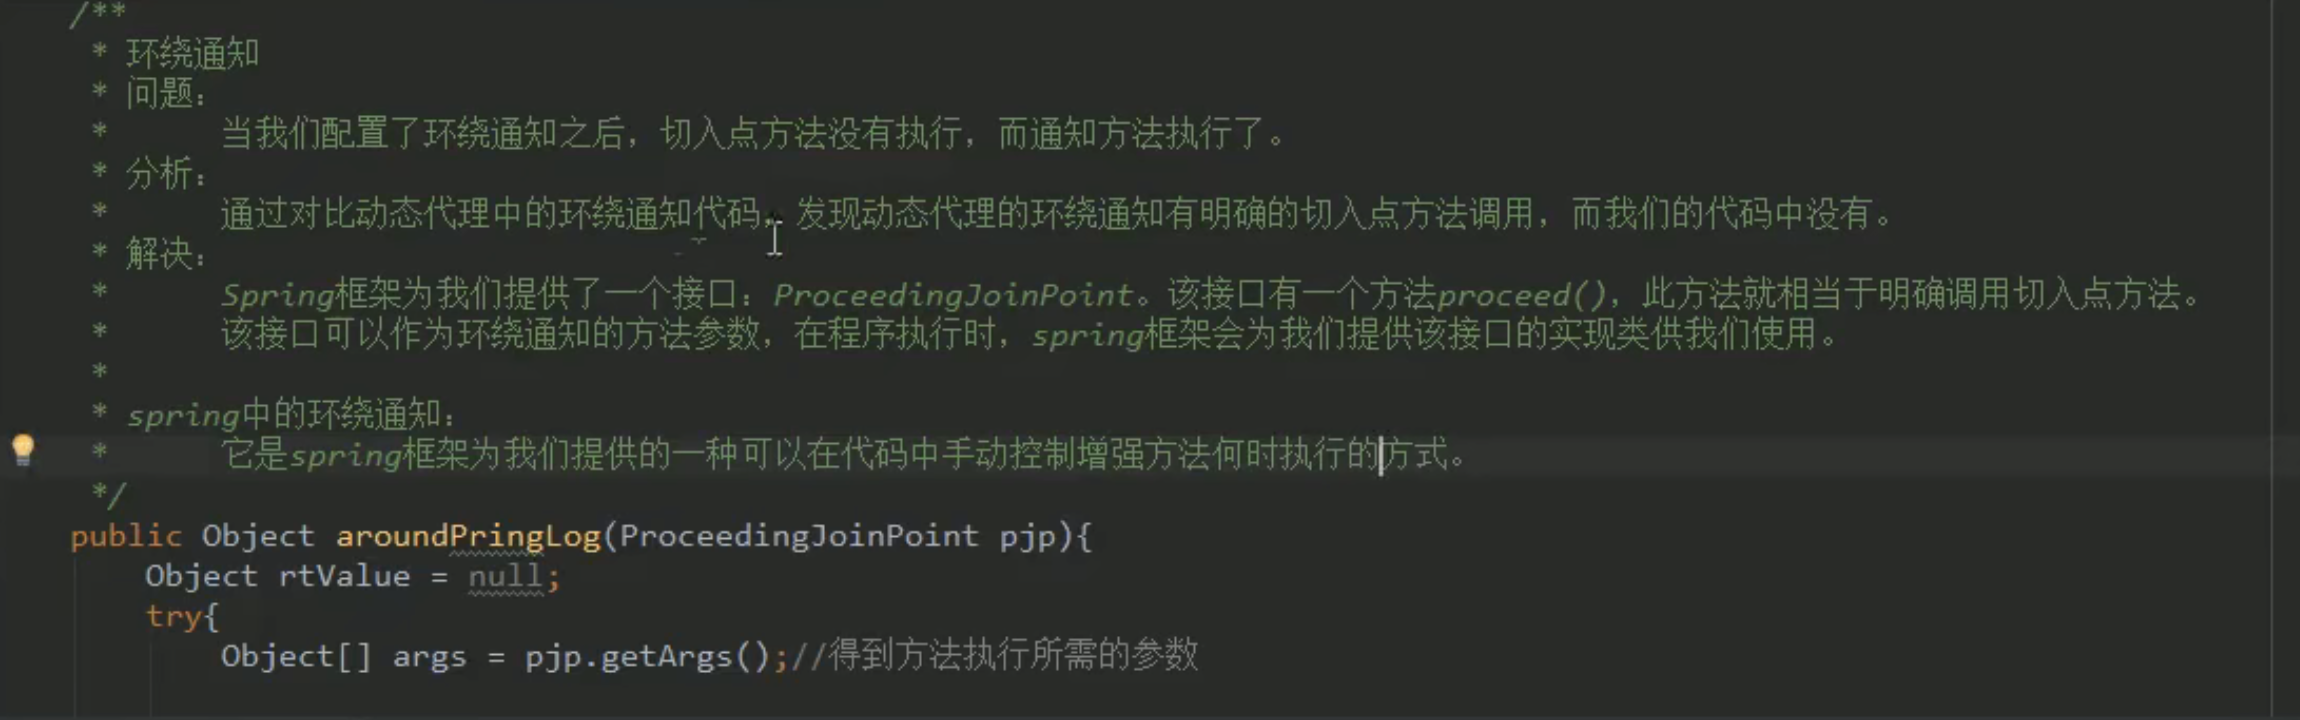 /**
* 环绕通知
* 问题：
* 当我们配置了环绕通知之后，切入点方法没有执行，而通知方法执行了。
* 分析：
* 通过对比动态代理中的环绕通知代码，发现动态代理的环绕通知有明确的切入点方法调用，而我们的代码中没有。
* 解决：
* Spring框架为我们提供了一个接口：ProceedingJoinPoint。该接口有一个方法proceed()，此方法就相当于明确调用切入点方法。
* 该接口可以作为环绕通知的方法参数，在程序执行时，spring框架会为我们提供该接口的实现类供我们使用。
*
* spring中的环绕通知：
* 它是spring框架为我们提供的一种可以在代码中手动控制增强方法何时执行的方式。
*/
public Object aroundPringLog(ProceedingJoinPoint pjp){
Object rtValue = null;
try{
Object[] args = pjp.getArgs();//得到方法执行所需的参数